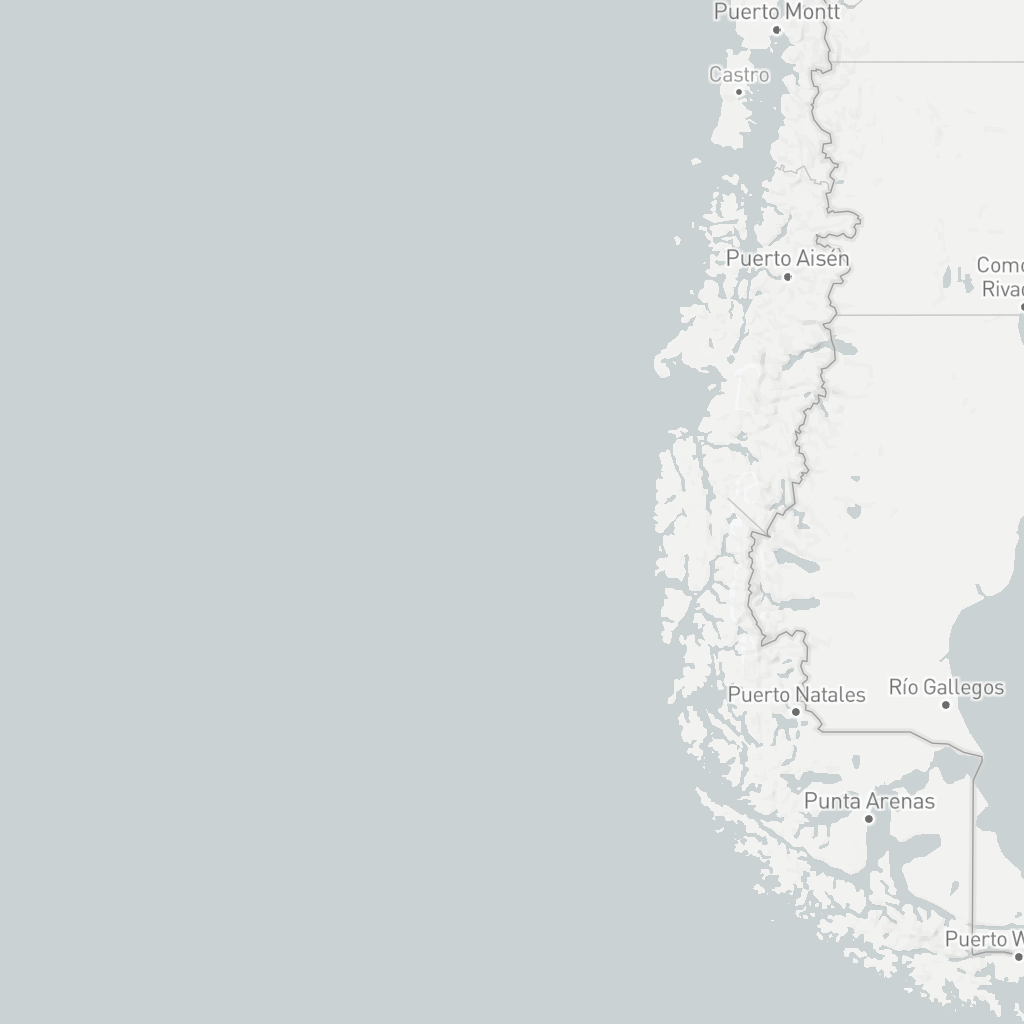 Puerto Montt
Castro
Puerto Aisén
Como
Rivad
Puerto Natales
Río Gallegos
Punta Arenas
Puerto W